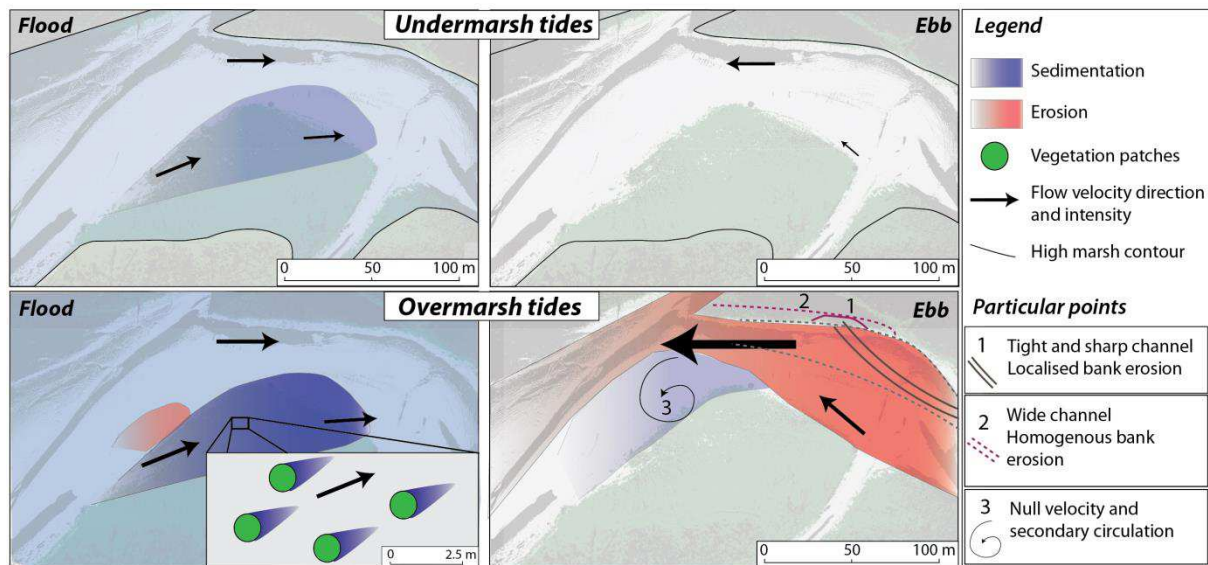 Flood
Undermarsh tides
Ebb
0 50 100 m
0 50 100 m
Flood
Overmarsh tides
Ebb
2
1
3
0 2.5 m
0 50 100 m
Legend
Sedimentation
Erosion
Vegetation patches
Flow velocity direction
and intensity
High marsh contour
Particular points
1
Tight and sharp channel
Localised bank erosion
2
Wide channel
Homogenous bank
erosion
3
Null velocity and
secondary circulation